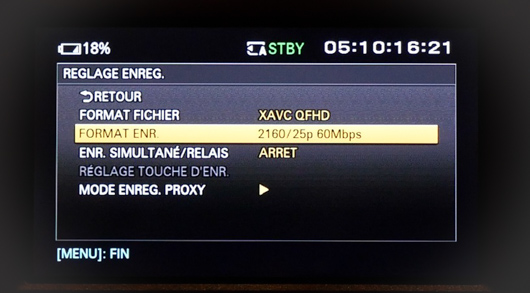 18% A STBY 05:10:16:21
REGLAGE ENREG.
RETOUR
FORMAT FICHIER XAVC QFHD
FORMAT ENR. 2160/25p 60Mbps
ENR. SIMULTANÉ/RELAIS ARRET
RÉGLAGE TOUCHE D'ENR.
MODE ENREG. PROXY
[MENU]: FIN